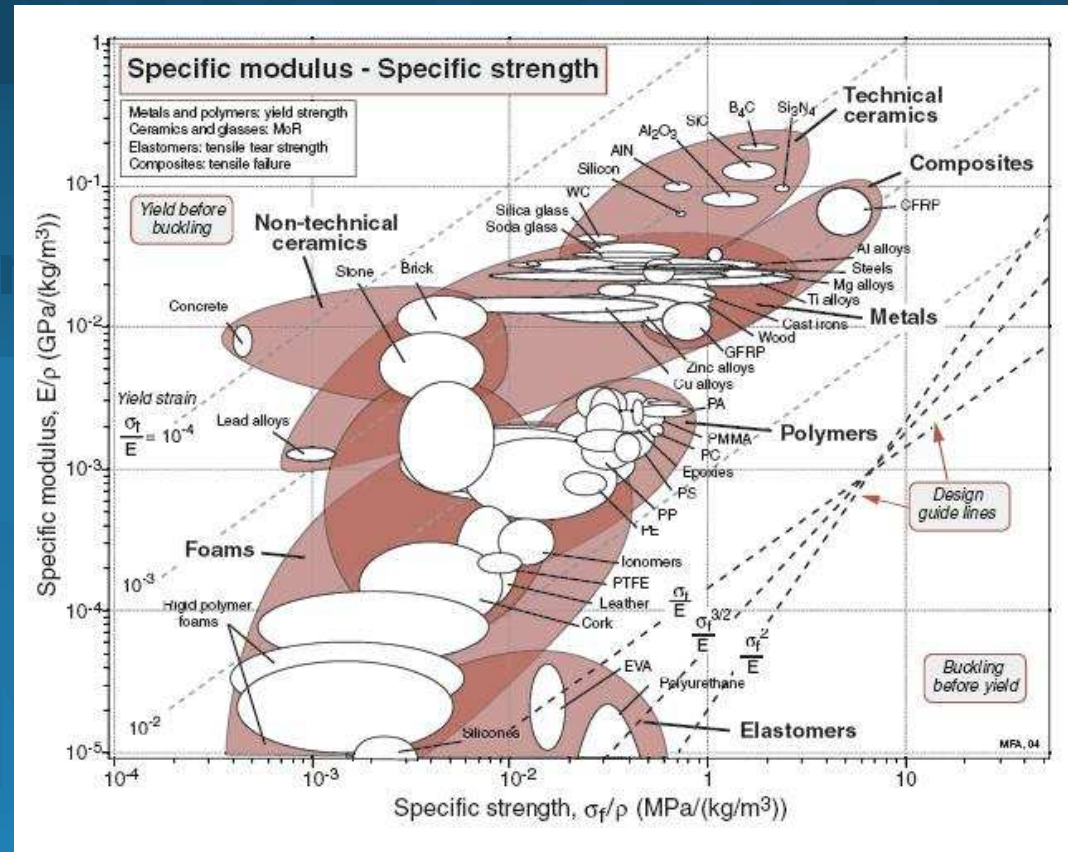 Specific modulus - Specific strength
Metals and polymers: yield strength
Ceramics and glasses: MoR
Elastomers: tensile tear strength
Composites: tensile failure
Yield before
buckling
Non-technical
ceramics
Technical
ceramics
Composites
Metals
Polymers
Foams
Elastomers
B₄C
Si₃N₄
SiC
Al₂O₃
AlN
Silicon
WC
Silica glass
Soda glass
CFRP
Al alloys
Steels
Mg alloys
Ti alloys
Cast irons
Wood
GFRP
Zinc alloys
Cu alloys
Stone
Brick
Concrete
Lead alloys
Yield strain
σf/E = 10⁻⁴
10⁻³
10⁻²
PA
PMMA
PC
Epoxies
PS
PP
PE
Ionomers
PTFE
Leather
Cork
Rigid polymer
foams
EVA
Polyurethane
Silicones
σf/E
σf^3/2/E
σf²/E
Design
guide lines
Buckling
before yield
MFA, 04
1
10⁻¹
10⁻²
10⁻³
10⁻⁴
10⁻⁵
Specific modulus, E/ρ (GPa/(kg/m³))
10⁻⁴
10⁻³
10⁻²
10⁻¹
1
10
Specific strength, σf/ρ (MPa/(kg/m³))